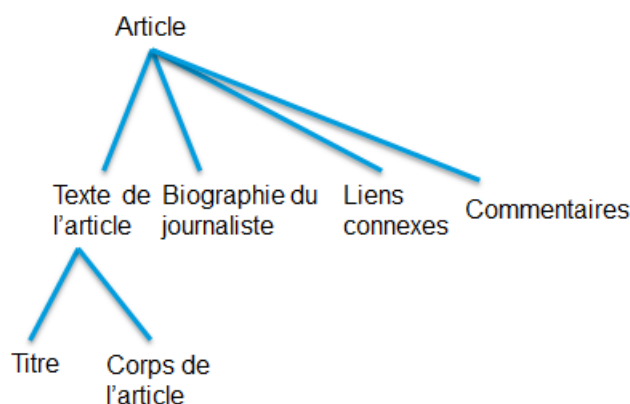 Article
Texte de
l'article
Biographie du
journaliste
Liens
connexes
Commentaires
Titre
Corps de
l'article